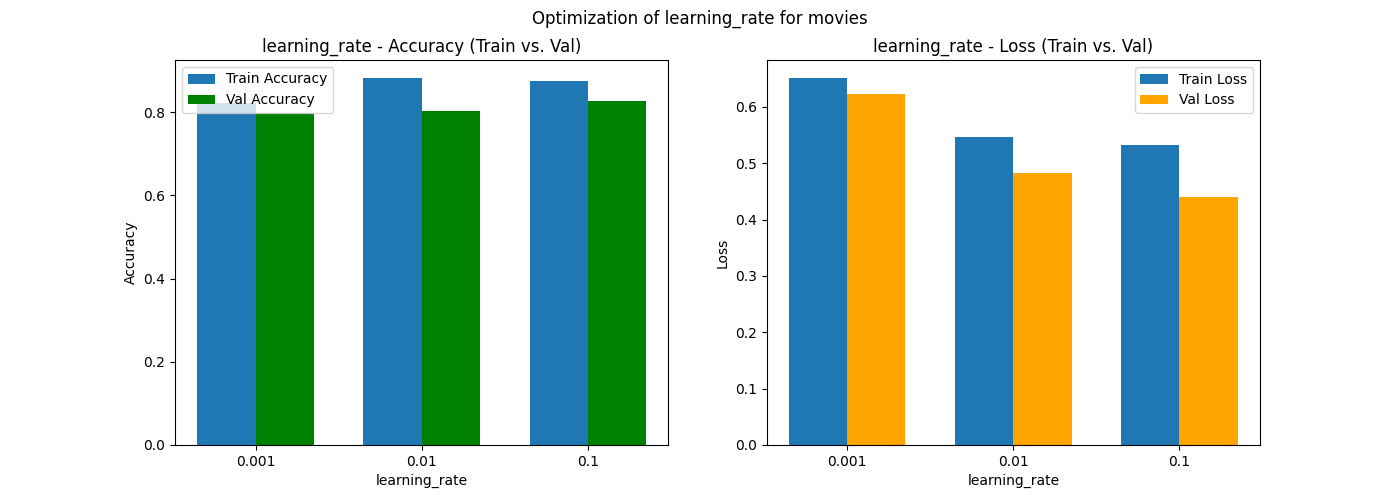 Optimization of learning_rate for movies
learning_rate - Accuracy (Train vs. Val)
Train Accuracy
Val Accuracy
0.8
0.6
0.4
0.2
0.0
Accuracy
0.001
0.01
0.1
learning_rate
learning_rate - Loss (Train vs. Val)
Train Loss
Val Loss
0.6
0.5
0.4
0.3
0.2
0.1
0.0
Loss
0.001
0.01
0.1
learning_rate